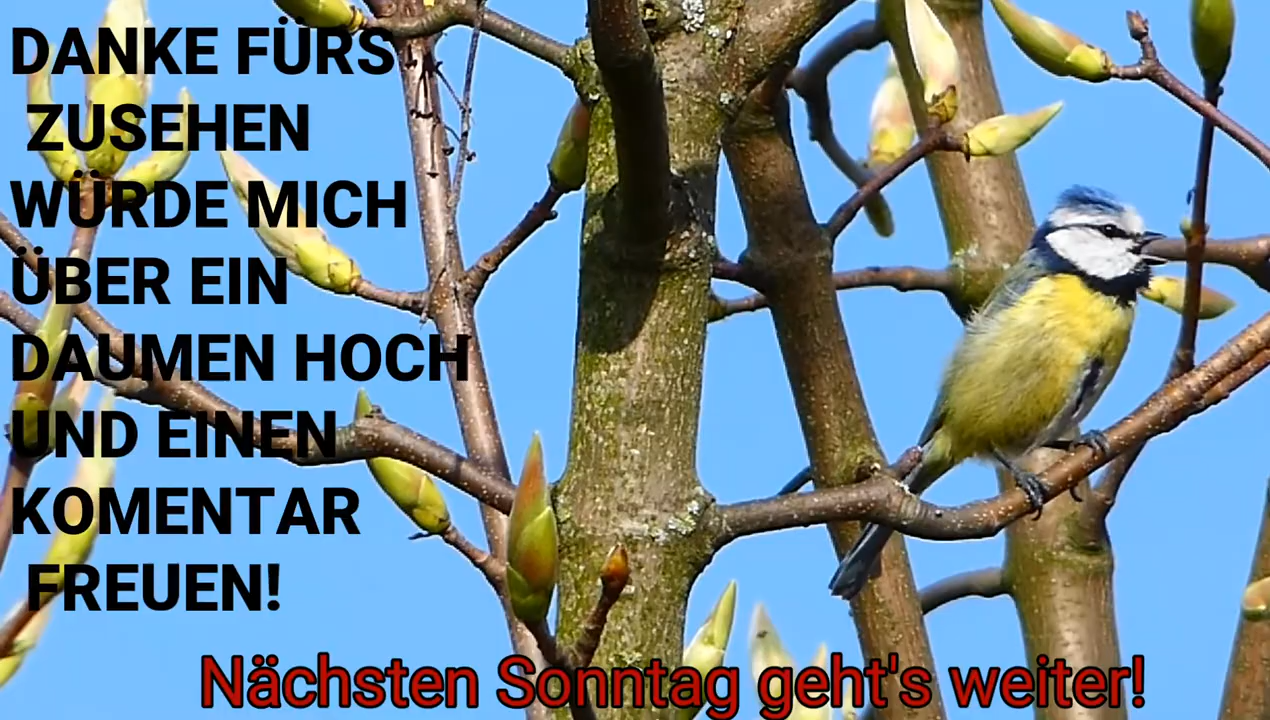 DANKE FÜRS
ZUSEHEN
WÜRDE MICH
ÜBER EIN
DAUMEN HOCH
UND EINEN
KOMENTAR
FREUEN!
Nächsten Sonntag geht's weiter!